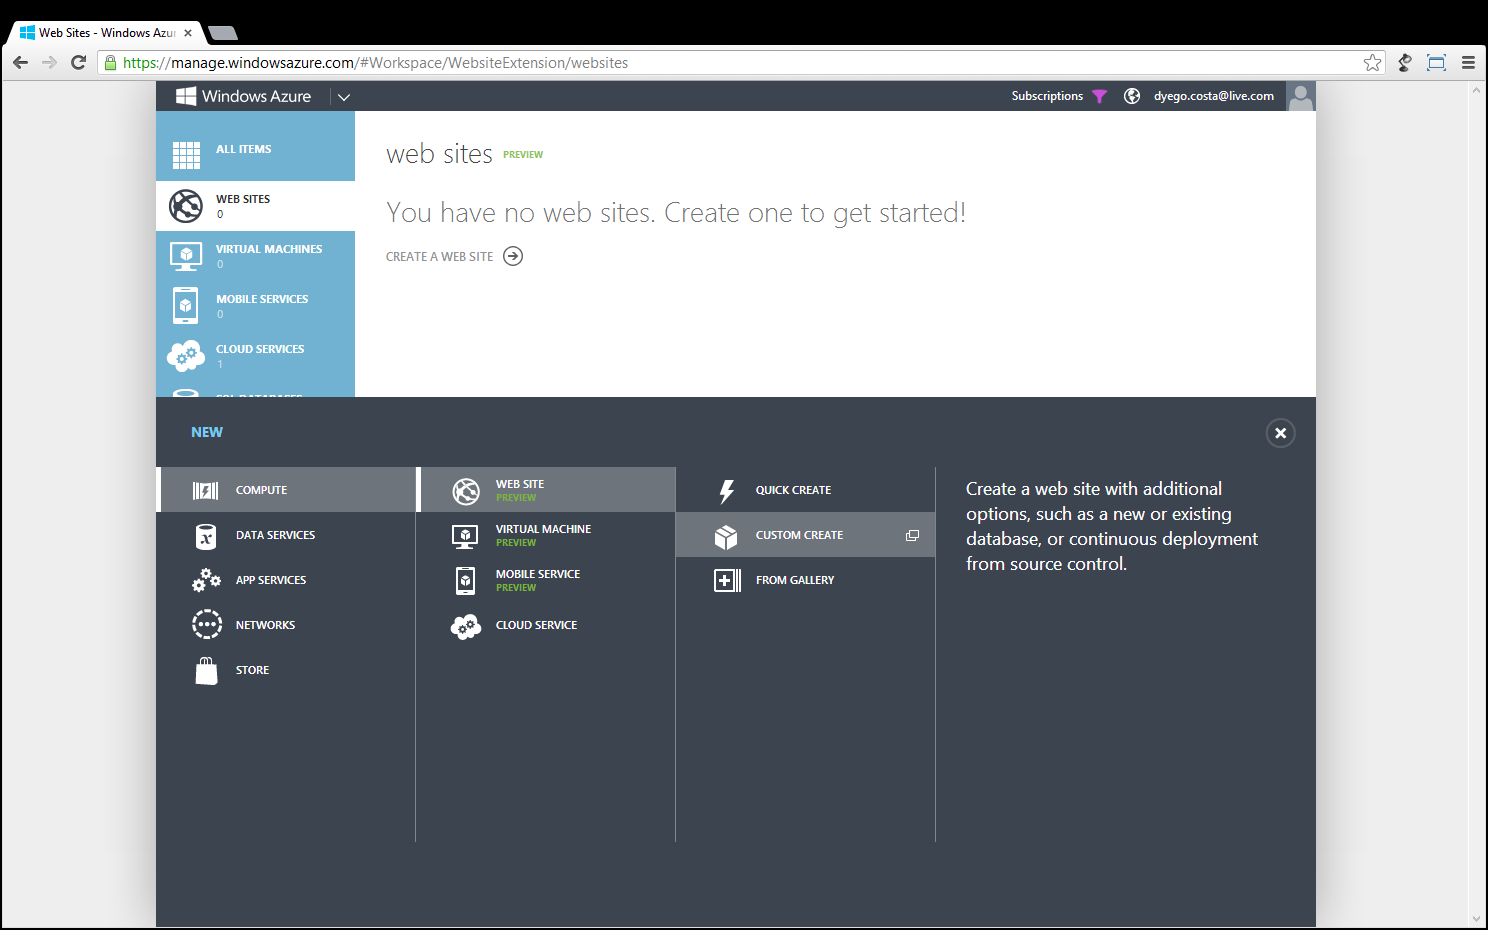 Web Sites - Windows Azur
https://manage.windowsazure.com/#Workspace/WebsiteExtension/websites
Windows Azure
Subscriptions
dyego.costa@live.com
ALL ITEMS
WEB SITES
0
VIRTUAL MACHINES
0
MOBILE SERVICES
0
CLOUD SERVICES
1
SQL DATABASES
web sites PREVIEW
You have no web sites. Create one to get started!
CREATE A WEB SITE
NEW
COMPUTE
DATA SERVICES
APP SERVICES
NETWORKS
STORE
WEB SITE
PREVIEW
VIRTUAL MACHINE
PREVIEW
MOBILE SERVICE
PREVIEW
CLOUD SERVICE
QUICK CREATE
CUSTOM CREATE
FROM GALLERY
Create a web site with additional
options, such as a new or existing
database, or continuous deployment
from source control.